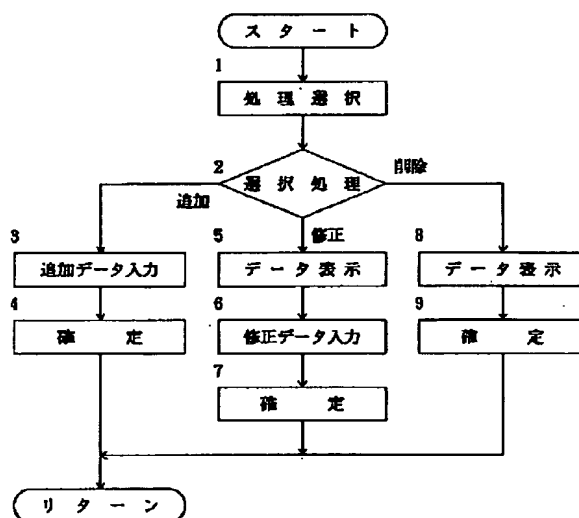 スタート
1
処理選択
2
選択処理
削除
追加
修正
3
追加データ入力
5
データ表示
8
データ表示
4
確定
6
修正データ入力
9
確定
7
確定
リターン